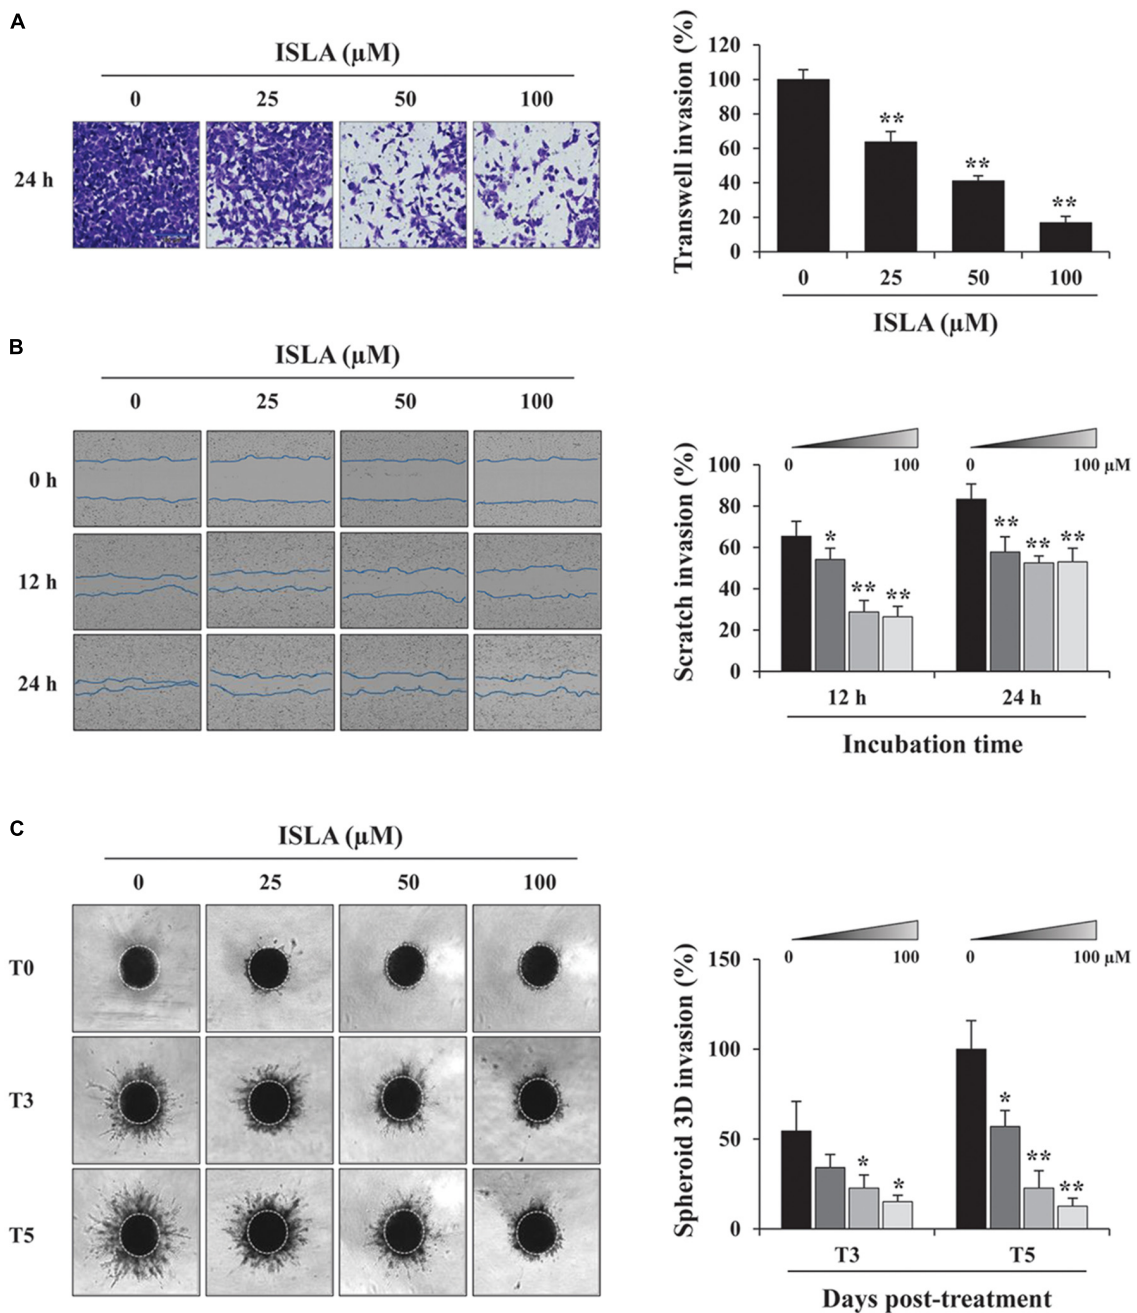 A
ISLA (µM)
0 25 50 100
24 h
Transwell invasion (%)
120
100
80
60
40
20
0
** ** **
0 25 50 100
ISLA (µM)
B
ISLA (µM)
0 25 50 100
0 h
12 h
24 h
Scratch invasion (%)
0 100 0 100 µM
100
80
60
40
20
0
* ** ** ** ** **
12 h 24 h
Incubation time
C
ISLA (µM)
0 25 50 100
T0
T3
T5
Spheroid 3D invasion (%)
0 100 0 100 µM
150
100
50
0
* * * ** **
T3 T5
Days post-treatment